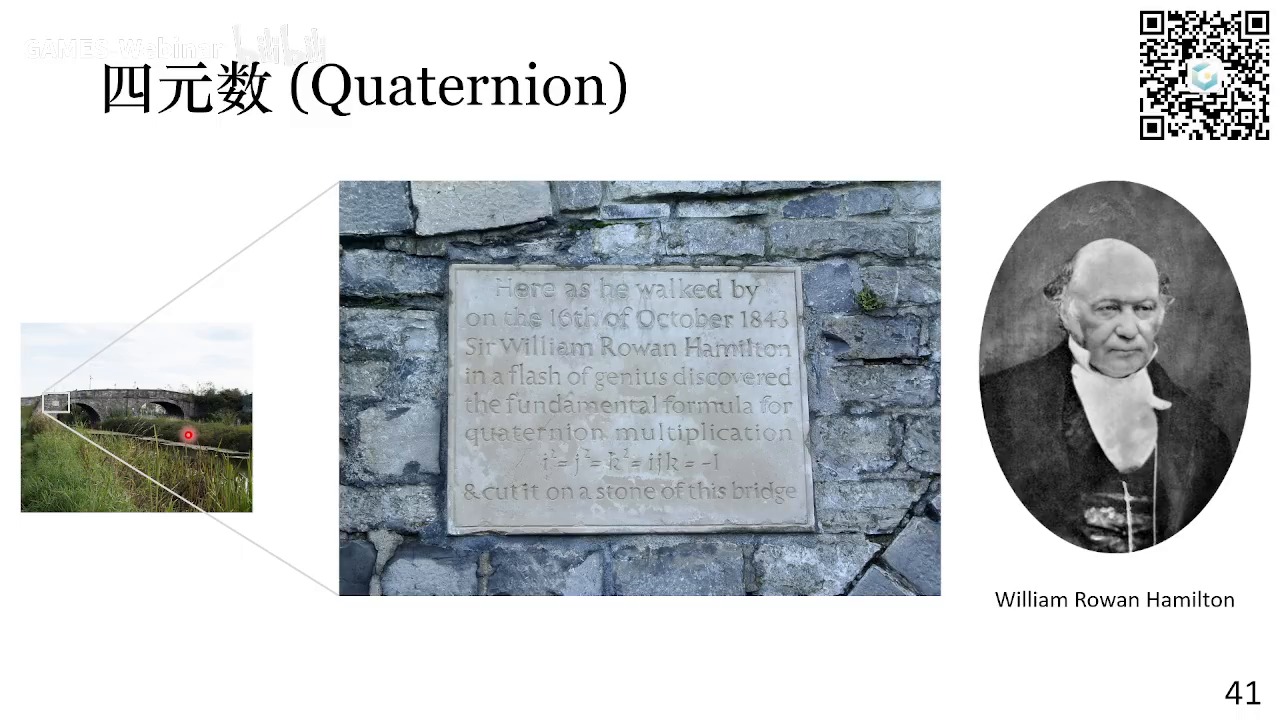 GAMES-Webinar
四元数 (Quaternion)
Here as he walked by
on the 16th of October 1843
Sir William Rowan Hamilton
in a flash of genius discovered
the fundamental formula for
quaternion multiplication
i² = j² = k² = ijk = -1
& cut it on a stone of this bridge
William Rowan Hamilton
41